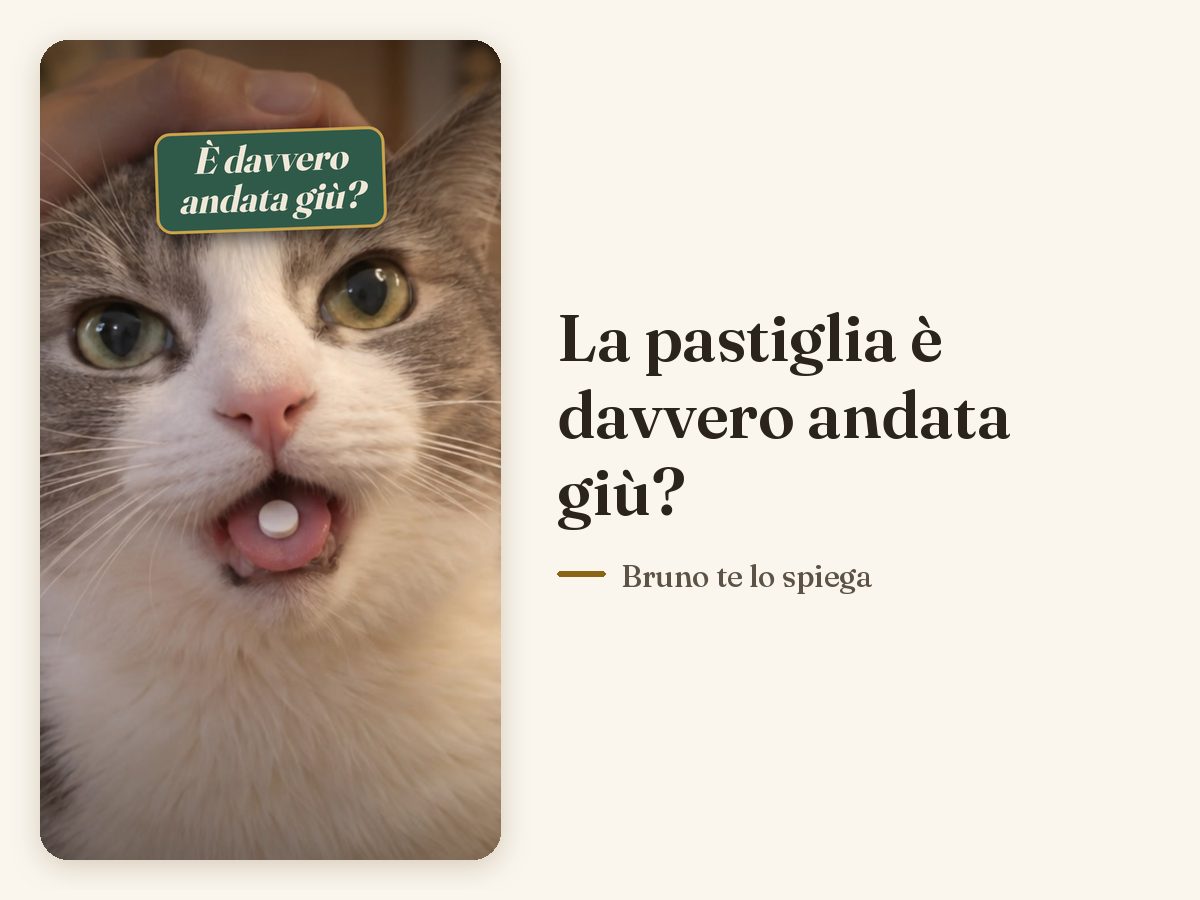 È davvero
andata giù?
La pastiglia è
davvero andata
giù?
Bruno te lo spiega